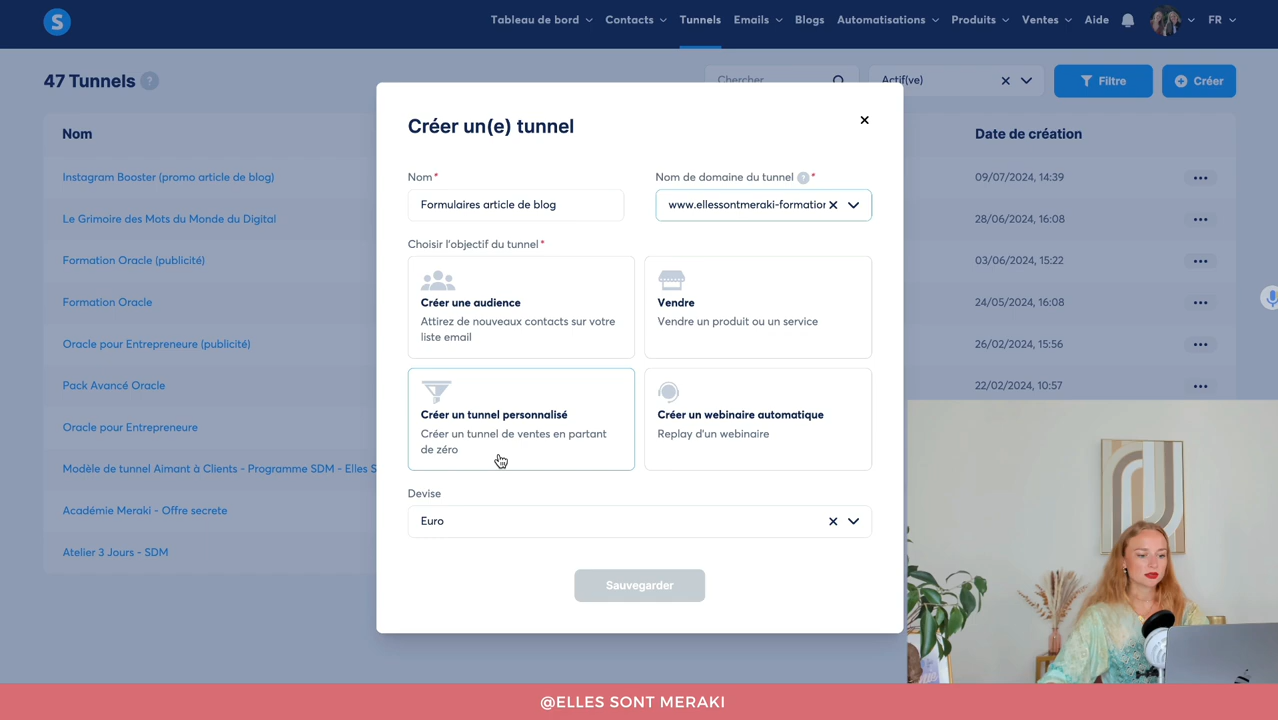 S
Tableau de bord
Contacts
Tunnels
Emails
Blogs
Automatisations
Produits
Ventes
Aide
FR
47 Tunnels ?
Chercher
Actif(ve)
Filtre
Créer
Nom
Date de création
Instagram Booster (promo article de blog)
09/07/2024, 14:39
Le Grimoire des Mots du Monde du Digital
28/06/2024, 16:08
Formation Oracle (publicité)
03/06/2024, 15:22
Formation Oracle
24/05/2024, 16:08
Oracle pour Entrepreneure (publicité)
26/02/2024, 15:56
Pack Avancé Oracle
22/02/2024, 10:57
Oracle pour Entrepreneure
Modèle de tunnel Aimant à Clients - Programme SDM - Elles S
Académie Meraki - Offre secrete
Atelier 3 Jours - SDM
Créer un(e) tunnel
Nom*
Nom de domaine du tunnel ? *
Formulaires article de blog
www.ellessontmeraki-formation
Choisir l'objectif du tunnel*
Créer une audience
Attirez de nouveaux contacts sur votre
liste email
Vendre
Vendre un produit ou un service
Créer un tunnel personnalisé
Créer un tunnel de ventes en partant
de zéro
Créer un webinaire automatique
Replay d'un webinaire
Devise
Euro
Sauvegarder
@ELLES SONT MERAKI